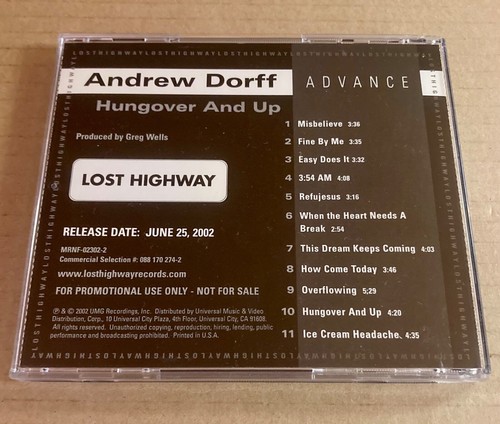 LOSTHIGHWAYLOSTHIGHWAYLOSTHIGHWAYLOSTHIGHWAY
Andrew Dorff ADVANCE
Hungover And Up
Produced by Greg Wells
LOST HIGHWAY
RELEASE DATE: JUNE 25, 2002
MRNF-02302-2
Commercial Selection #: 088 170 274-2
www.losthighwayrecords.com
FOR PROMOTIONAL USE ONLY - NOT FOR SALE
℗ & © 2002 UMG Recordings, Inc. Distributed by Universal Music & Video
Distribution, Corp., 10 Universal City Plaza, 4th Floor, Universal City, CA 91608.
All rights reserved. Unauthorized copying, reproduction, hiring, lending, public
performance and broadcasting prohibited. Printed in U.S.A.
1 Misbelieve 3:36
2 Fine By Me 3:35
3 Easy Does It 3:32
4 3:54 AM 4:08
5 Refujesus 3:16
6 When the Heart Needs A
Break 2:54
7 This Dream Keeps Coming 4:03
8 How Come Today 3:46
9 Overflowing 5:29
10 Hungover And Up 4:20
11 Ice Cream Headache 4:35